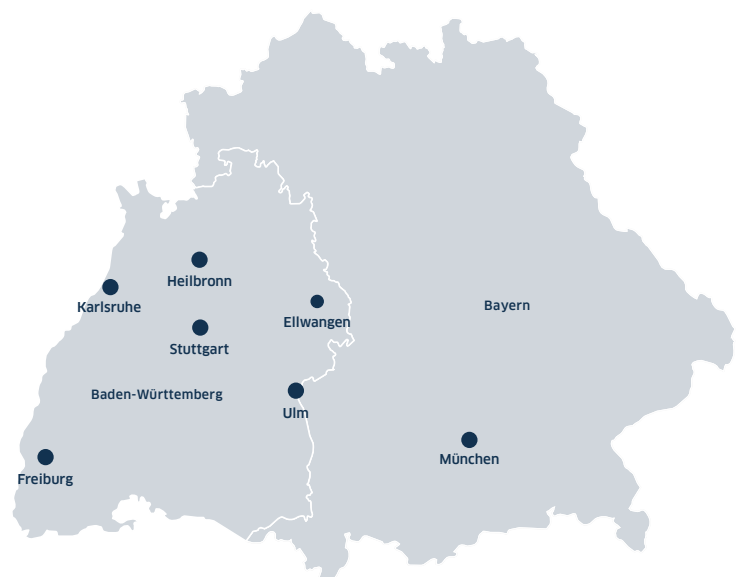 Heilbronn
Karlsruhe
Bayern
Ellwangen
Stuttgart
Baden-Württemberg
Ulm
München
Freiburg